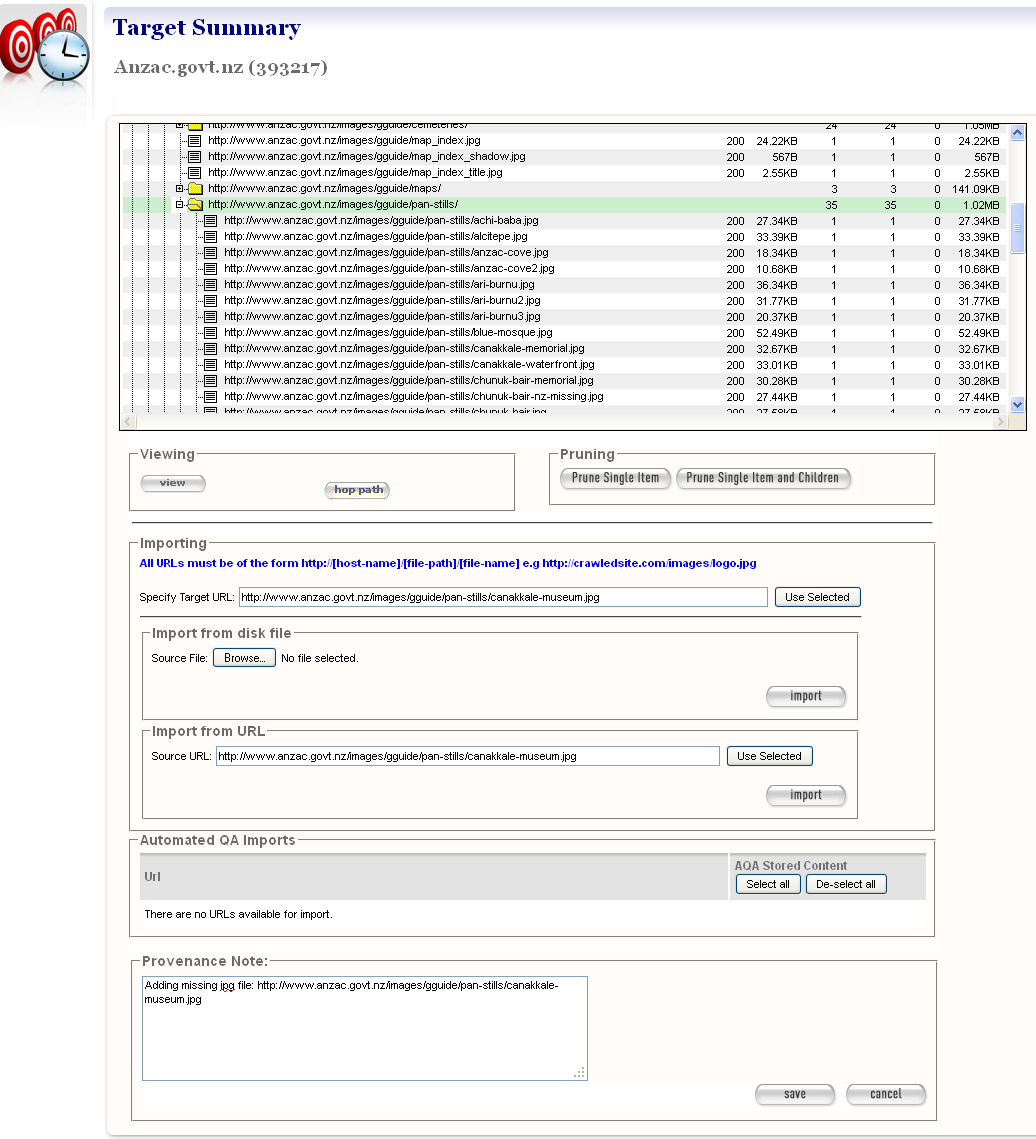 Target Summary
Anzac.govt.nz (393217)
http://www.anzac.govt.nz/images/gguide/cemeteries/ 24 24 0 1.05MB
http://www.anzac.govt.nz/images/gguide/map_index.jpg 200 24.22KB 1 1 0 24.22KB
http://www.anzac.govt.nz/images/gguide/map_index_shadow.jpg 200 567B 1 1 0 567B
http://www.anzac.govt.nz/images/gguide/map_index_title.jpg 200 2.55KB 1 1 0 2.55KB
http://www.anzac.govt.nz/images/gguide/maps/ 3 3 0 141.09KB
http://www.anzac.govt.nz/images/gguide/pan-stills/ 35 35 0 1.02MB
http://www.anzac.govt.nz/images/gguide/pan-stills/achi-baba.jpg 200 27.34KB 1 1 0 27.34KB
http://www.anzac.govt.nz/images/gguide/pan-stills/alcitepe.jpg 200 33.39KB 1 1 0 33.39KB
http://www.anzac.govt.nz/images/gguide/pan-stills/anzac-cove.jpg 200 18.34KB 1 1 0 18.34KB
http://www.anzac.govt.nz/images/gguide/pan-stills/anzac-cove2.jpg 200 10.68KB 1 1 0 10.68KB
http://www.anzac.govt.nz/images/gguide/pan-stills/ari-burnu.jpg 200 36.34KB 1 1 0 36.34KB
http://www.anzac.govt.nz/images/gguide/pan-stills/ari-burnu2.jpg 200 31.77KB 1 1 0 31.77KB
http://www.anzac.govt.nz/images/gguide/pan-stills/ari-burnu3.jpg 200 20.37KB 1 1 0 20.37KB
http://www.anzac.govt.nz/images/gguide/pan-stills/blue-mosque.jpg 200 52.49KB 1 1 0 52.49KB
http://www.anzac.govt.nz/images/gguide/pan-stills/canakkale-memorial.jpg 200 32.67KB 1 1 0 32.67KB
http://www.anzac.govt.nz/images/gguide/pan-stills/canakkale-waterfront.jpg 200 33.01KB 1 1 0 33.01KB
http://www.anzac.govt.nz/images/gguide/pan-stills/chunuk-bair-memorial.jpg 200 30.28KB 1 1 0 30.28KB
http://www.anzac.govt.nz/images/gguide/pan-stills/chunuk-bair-nz-missing.jpg 200 27.44KB 1 1 0 27.44KB
http://www.anzac.govt.nz/images/gguide/pan-stills/chunuk-bair.jpg 200 27.58KB 1 1 0 27.58KB
Viewing
view
hop path
Pruning
Prune Single Item
Prune Single Item and Children
Importing
All URLs must be of the form http://[host-name]/[file-path]/[file-name] e.g http://crawledsite.com/images/logo.jpg
Specify Target URL: http://www.anzac.govt.nz/images/gguide/pan-stills/canakkale-museum.jpg Use Selected
Import from disk file
Source File: Browse... No file selected.
import
Import from URL
Source URL: http://www.anzac.govt.nz/images/gguide/pan-stills/canakkale-museum.jpg Use Selected
import
Automated QA Imports
Url
AQA Stored Content
Select all De-select all
There are no URLs available for import.
Provenance Note:
Adding missing jpg file: http://www.anzac.govt.nz/images/gguide/pan-stills/canakkale-
museum.jpg
save cancel